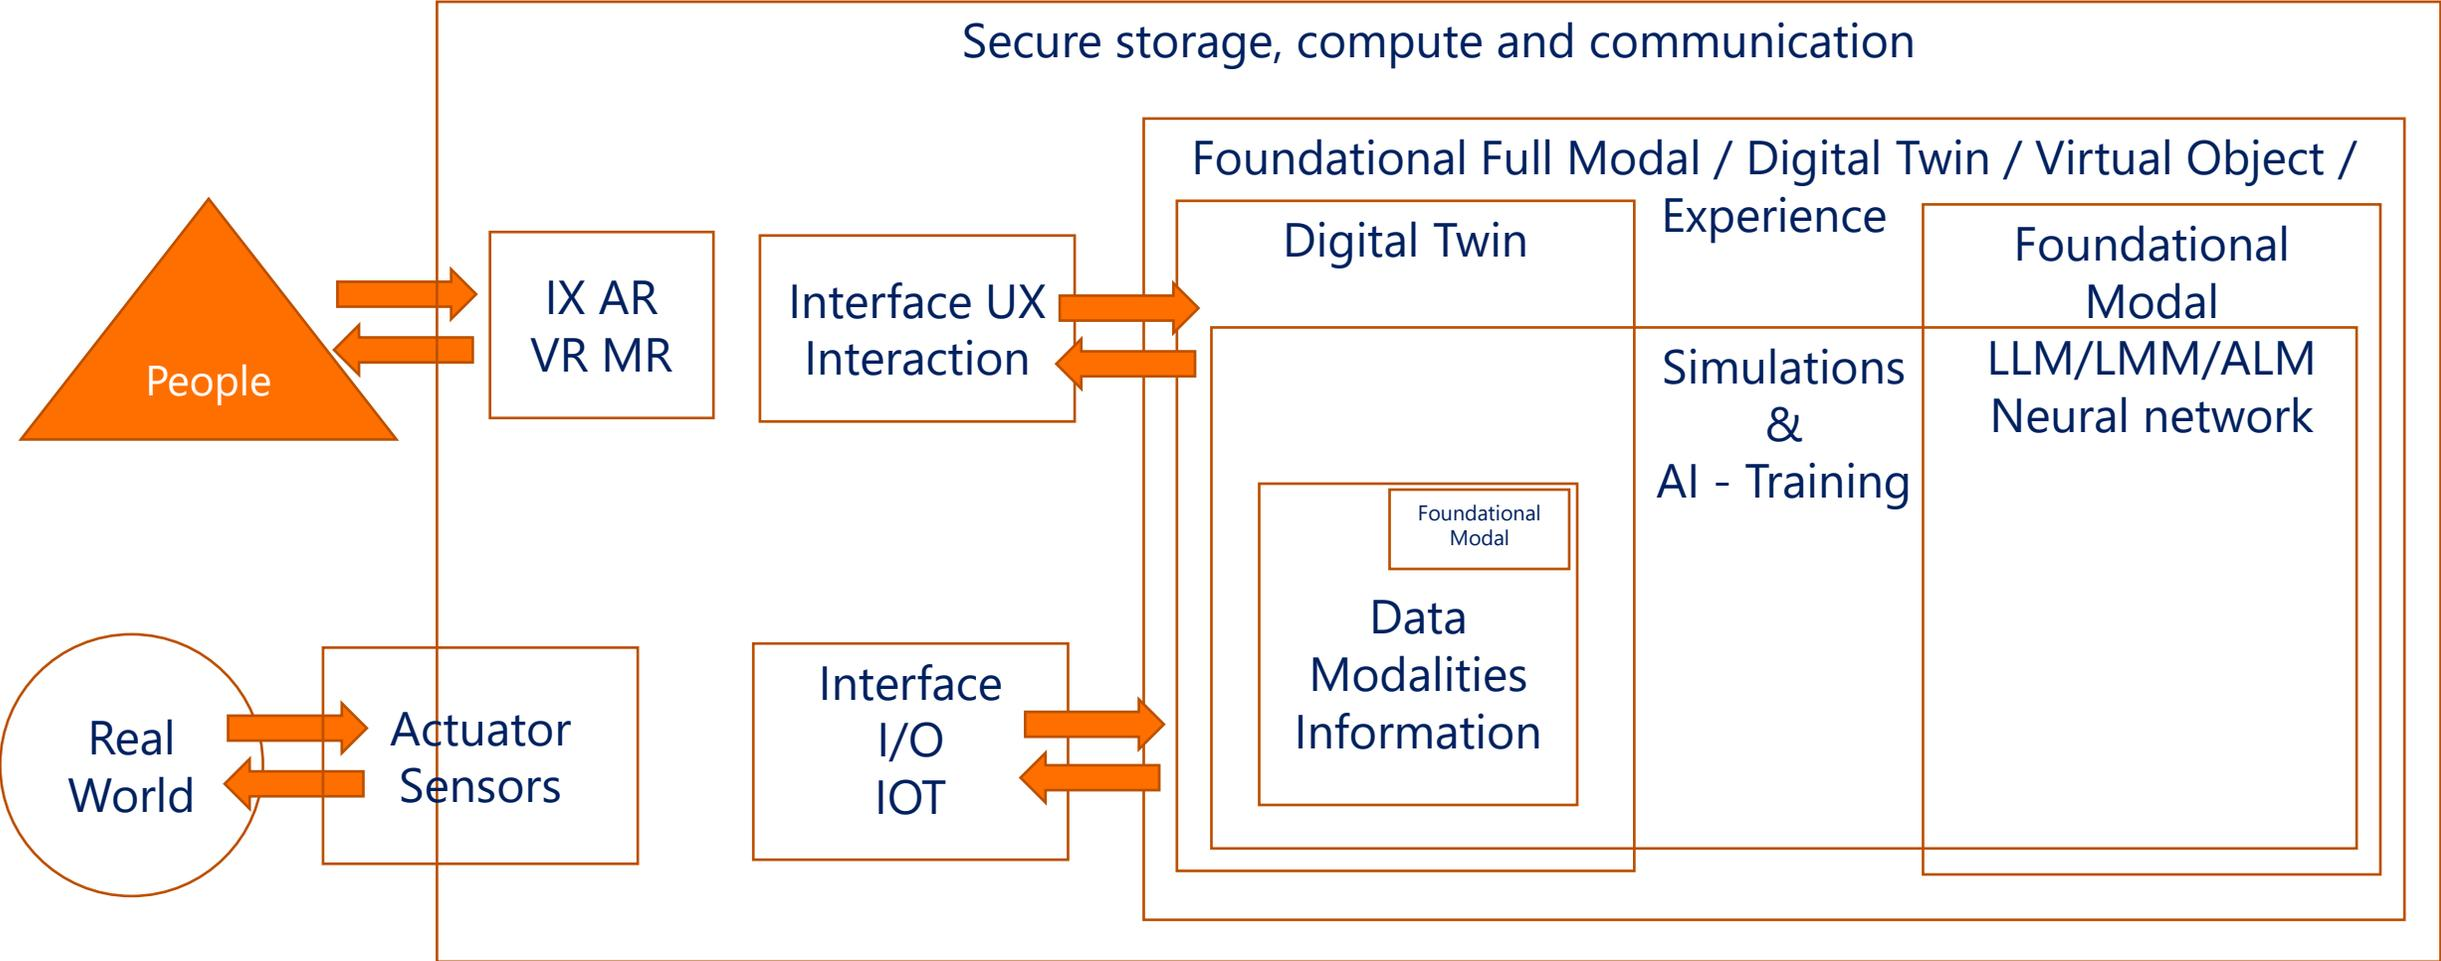 Secure storage, compute and communication
Foundational Full Modal / Digital Twin / Virtual Object /
Experience
People
IX AR
VR MR
Interface UX
Interaction
Digital Twin
Simulations
&
AI - Training
Foundational
Modal
LLM/LMM/ALM
Neural network
Foundational
Modal
Data
Modalities
Information
Real
World
Actuator
Sensors
Interface
I/O
IOT